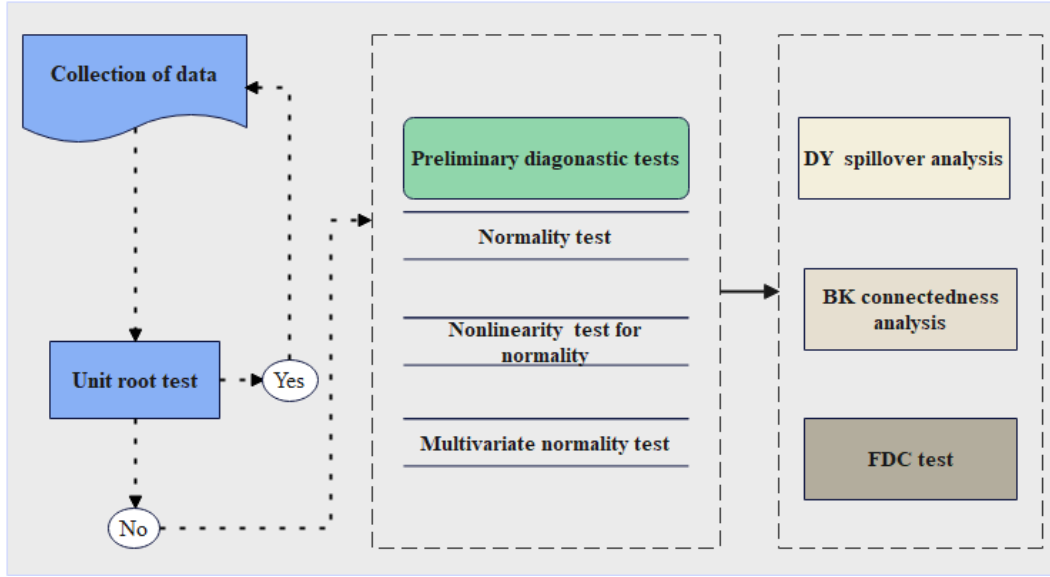 Collection of data
Unit root test
Yes
No
Preliminary diagonastic tests
Normality test
Nonlinearity test for
normality
Multivariate normality test
DY spillover analysis
BK connectedness
analysis
FDC test